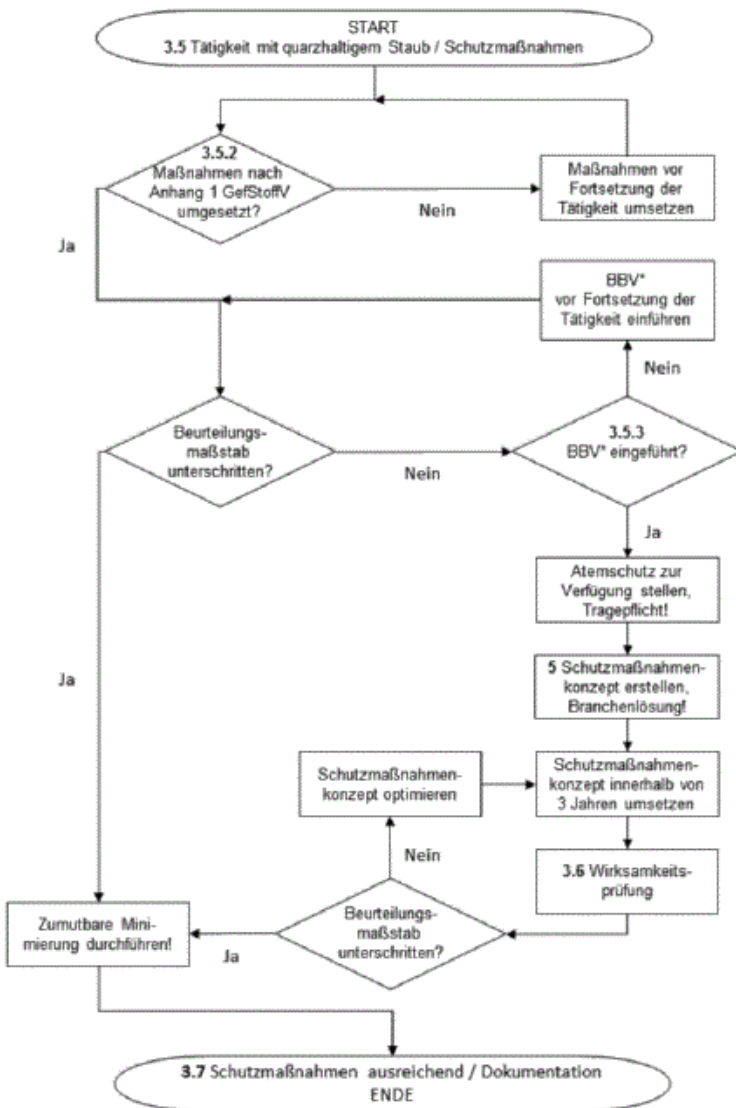 START
3.5 Tätigkeit mit quarzhaltigem Staub / Schutzmaßnahmen
3.5.2
Maßnahmen nach
Anhang 1 GefStoffV
umgesetzt?
Nein
Maßnahmen vor
Fortsetzung der
Tätigkeit umsetzen
Ja
BBV*
vor Fortsetzung der
Tätigkeit einführen
Nein
Beurteilungs-
maßstab
unterschritten?
Nein
3.5.3
BBV* eingeführt?
Ja
Atemschutz zur
Verfügung stellen,
Tragepflicht!
Ja
5 Schutzmaßnahmen-
konzept erstellen,
Branchenlösung!
Schutzmaßnahmen-
konzept optimieren
Schutzmaßnahmen-
konzept innerhalb von
3 Jahren umsetzen
Nein
3.6 Wirksamkeits-
prüfung
Zumutbare Mini-
mierung durchführen!
Ja
Beurteilungs-
maßstab
unterschritten?
3.7 Schutzmaßnahmen ausreichend / Dokumentation
ENDE